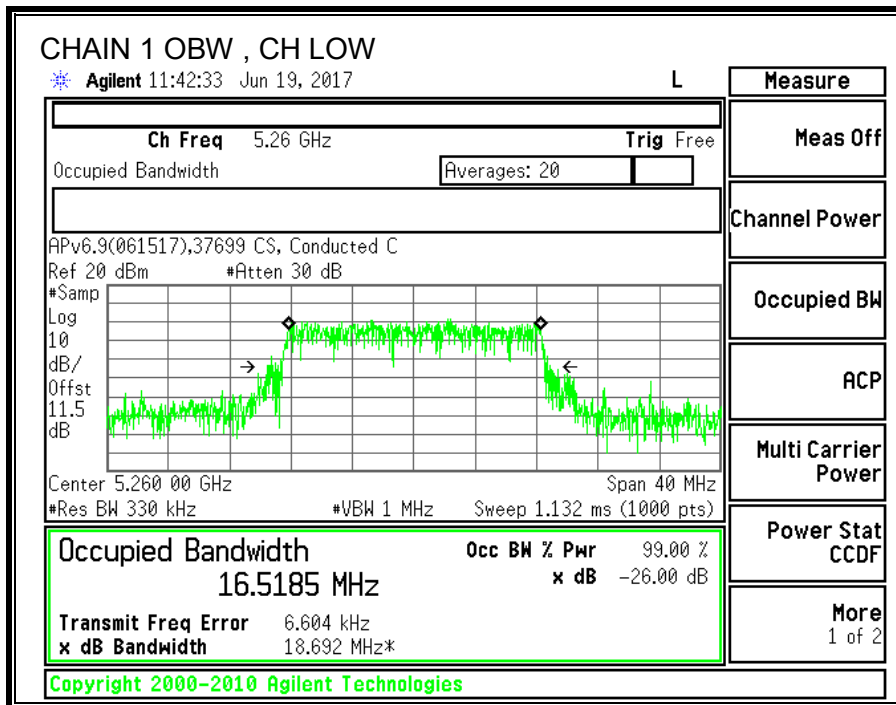 CHAIN 1 OBW , CH LOW
Agilent 11:42:33 Jun 19, 2017 L
Measure
Ch Freq 5.26 GHz Trig Free
Occupied Bandwidth Averages: 20
APv6.9(061517),37699 CS, Conducted C
Ref 20 dBm #Atten 30 dB
#Samp
Log
10
dB/
Offst
11.5
dB
Center 5.260 00 GHz Span 40 MHz
#Res BW 330 kHz #VBW 1 MHz Sweep 1.132 ms (1000 pts)
Occupied Bandwidth Occ BW % Pwr 99.00 %
16.5185 MHz x dB -26.00 dB
Transmit Freq Error 6.604 kHz
x dB Bandwidth 18.692 MHz*
Copyright 2000-2010 Agilent Technologies
Meas Off
Channel Power
Occupied BW
ACP
Multi Carrier
Power
Power Stat
CCDF
More
1 of 2